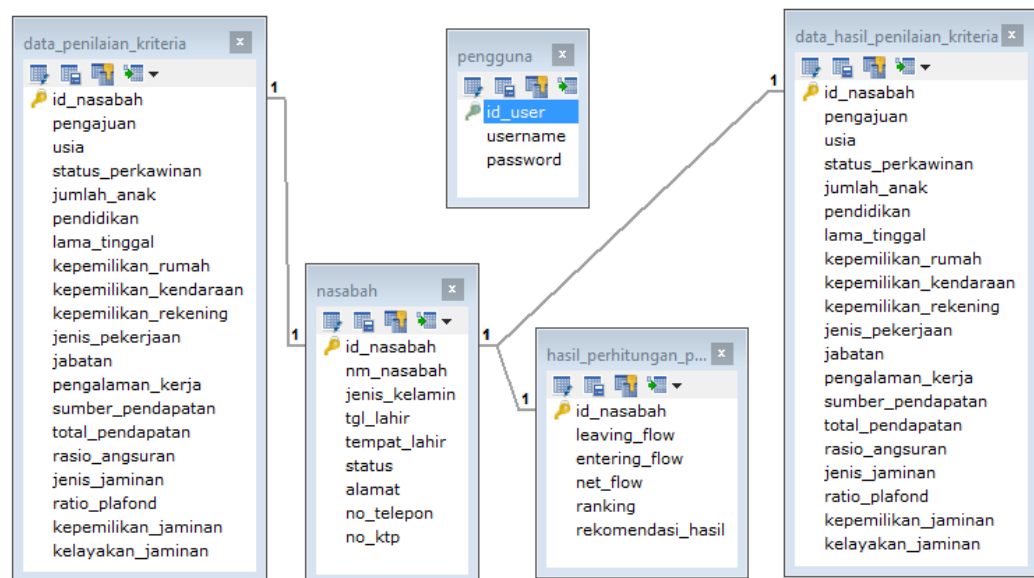 data_penilaian_kriteria
id_nasabah
pengajuan
usia
status_perkawinan
jumlah_anak
pendidikan
lama_tinggal
kepemilikan_rumah
kepemilikan_kendaraan
kepemilikan_rekening
jenis_pekerjaan
jabatan
pengalaman_kerja
sumber_pendapatan
total_pendapatan
rasio_angsuran
jenis_jaminan
ratio_plafond
kepemilikan_jaminan
kelayakan_jaminan
1
1
pengguna
id_user
username
password
nasabah
id_nasabah
nm_nasabah
jenis_kelamin
tgl_lahir
tempat_lahir
status
alamat
no_telepon
no_ktp
1
1
hasil_perhitungan_p...
id_nasabah
leaving_flow
entering_flow
net_flow
ranking
rekomendasi_hasil
1
data_hasil_penilaian_kriteria
id_nasabah
pengajuan
usia
status_perkawinan
jumlah_anak
pendidikan
lama_tinggal
kepemilikan_rumah
kepemilikan_kendaraan
kepemilikan_rekening
jenis_pekerjaan
jabatan
pengalaman_kerja
sumber_pendapatan
total_pendapatan
rasio_angsuran
jenis_jaminan
ratio_plafond
kepemilikan_jaminan
kelayakan_jaminan